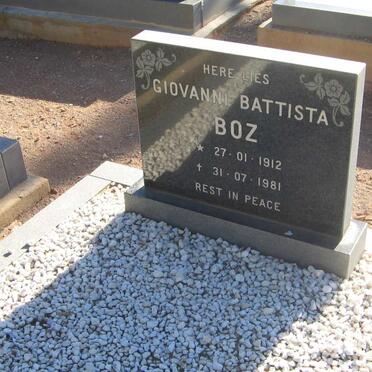 HERE LIES
GIOVANNI BATTISTA
BOZ
* 27·01·1912
† 31·07·1981
REST IN PEACE